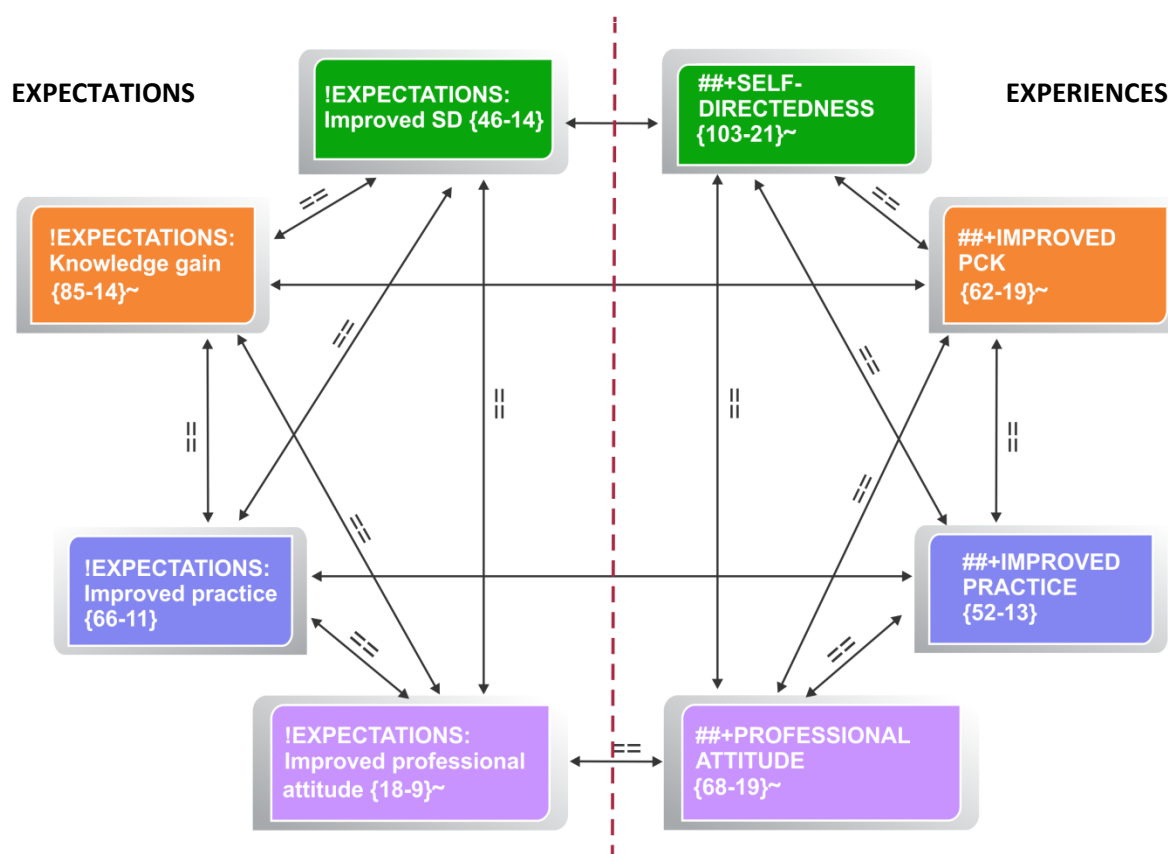 EXPECTATIONS
EXPERIENCES
!EXPECTATIONS:
Improved SD {46-14}
##+SELF-
DIRECTEDNESS
{103-21}~
==
==
!EXPECTATIONS:
Knowledge gain
{85-14}~
##+IMPROVED
PCK
{62-19}~
==
==
==
==
==
==
==
==
!EXPECTATIONS:
Improved practice
{66-11}
##+IMPROVED
PRACTICE
{52-13}
==
==
!EXPECTATIONS:
Improved professional
attitude {18-9}~
==
##+PROFESSIONAL
ATTITUDE
{68-19}~